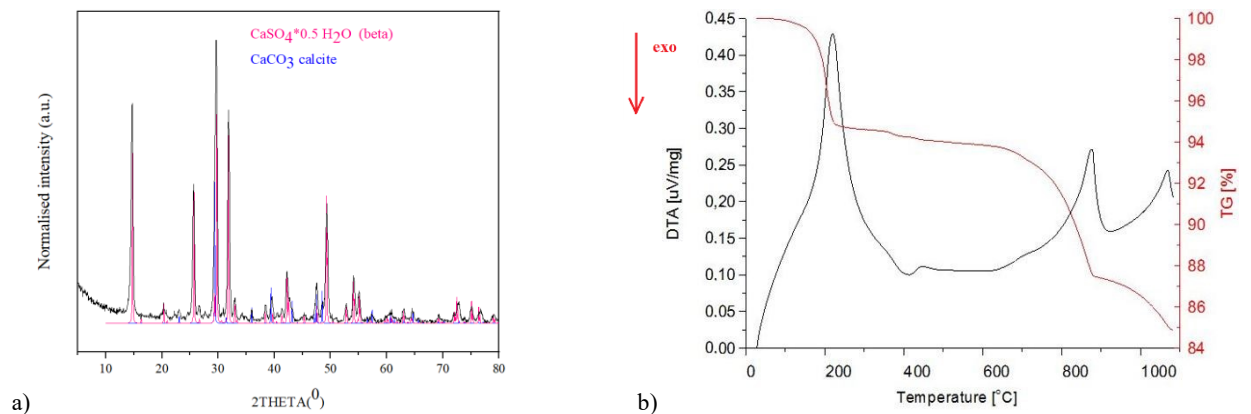 CaSO4*0.5 H2O (beta)
CaCO3 calcite
Normalised intensity (a.u.)
10 20 30 40 50 60 70 80
2THETA(0)
a)
exo
0.45
0.40
0,35
0.30
0.25
0,20
0.15
0.10
0.05
0.00
DTA [uV/mg]
0 200 400 600 800 1000
Temperature [°C]
100
98
96
94
92
90
88
86
84
TG [%]
b)